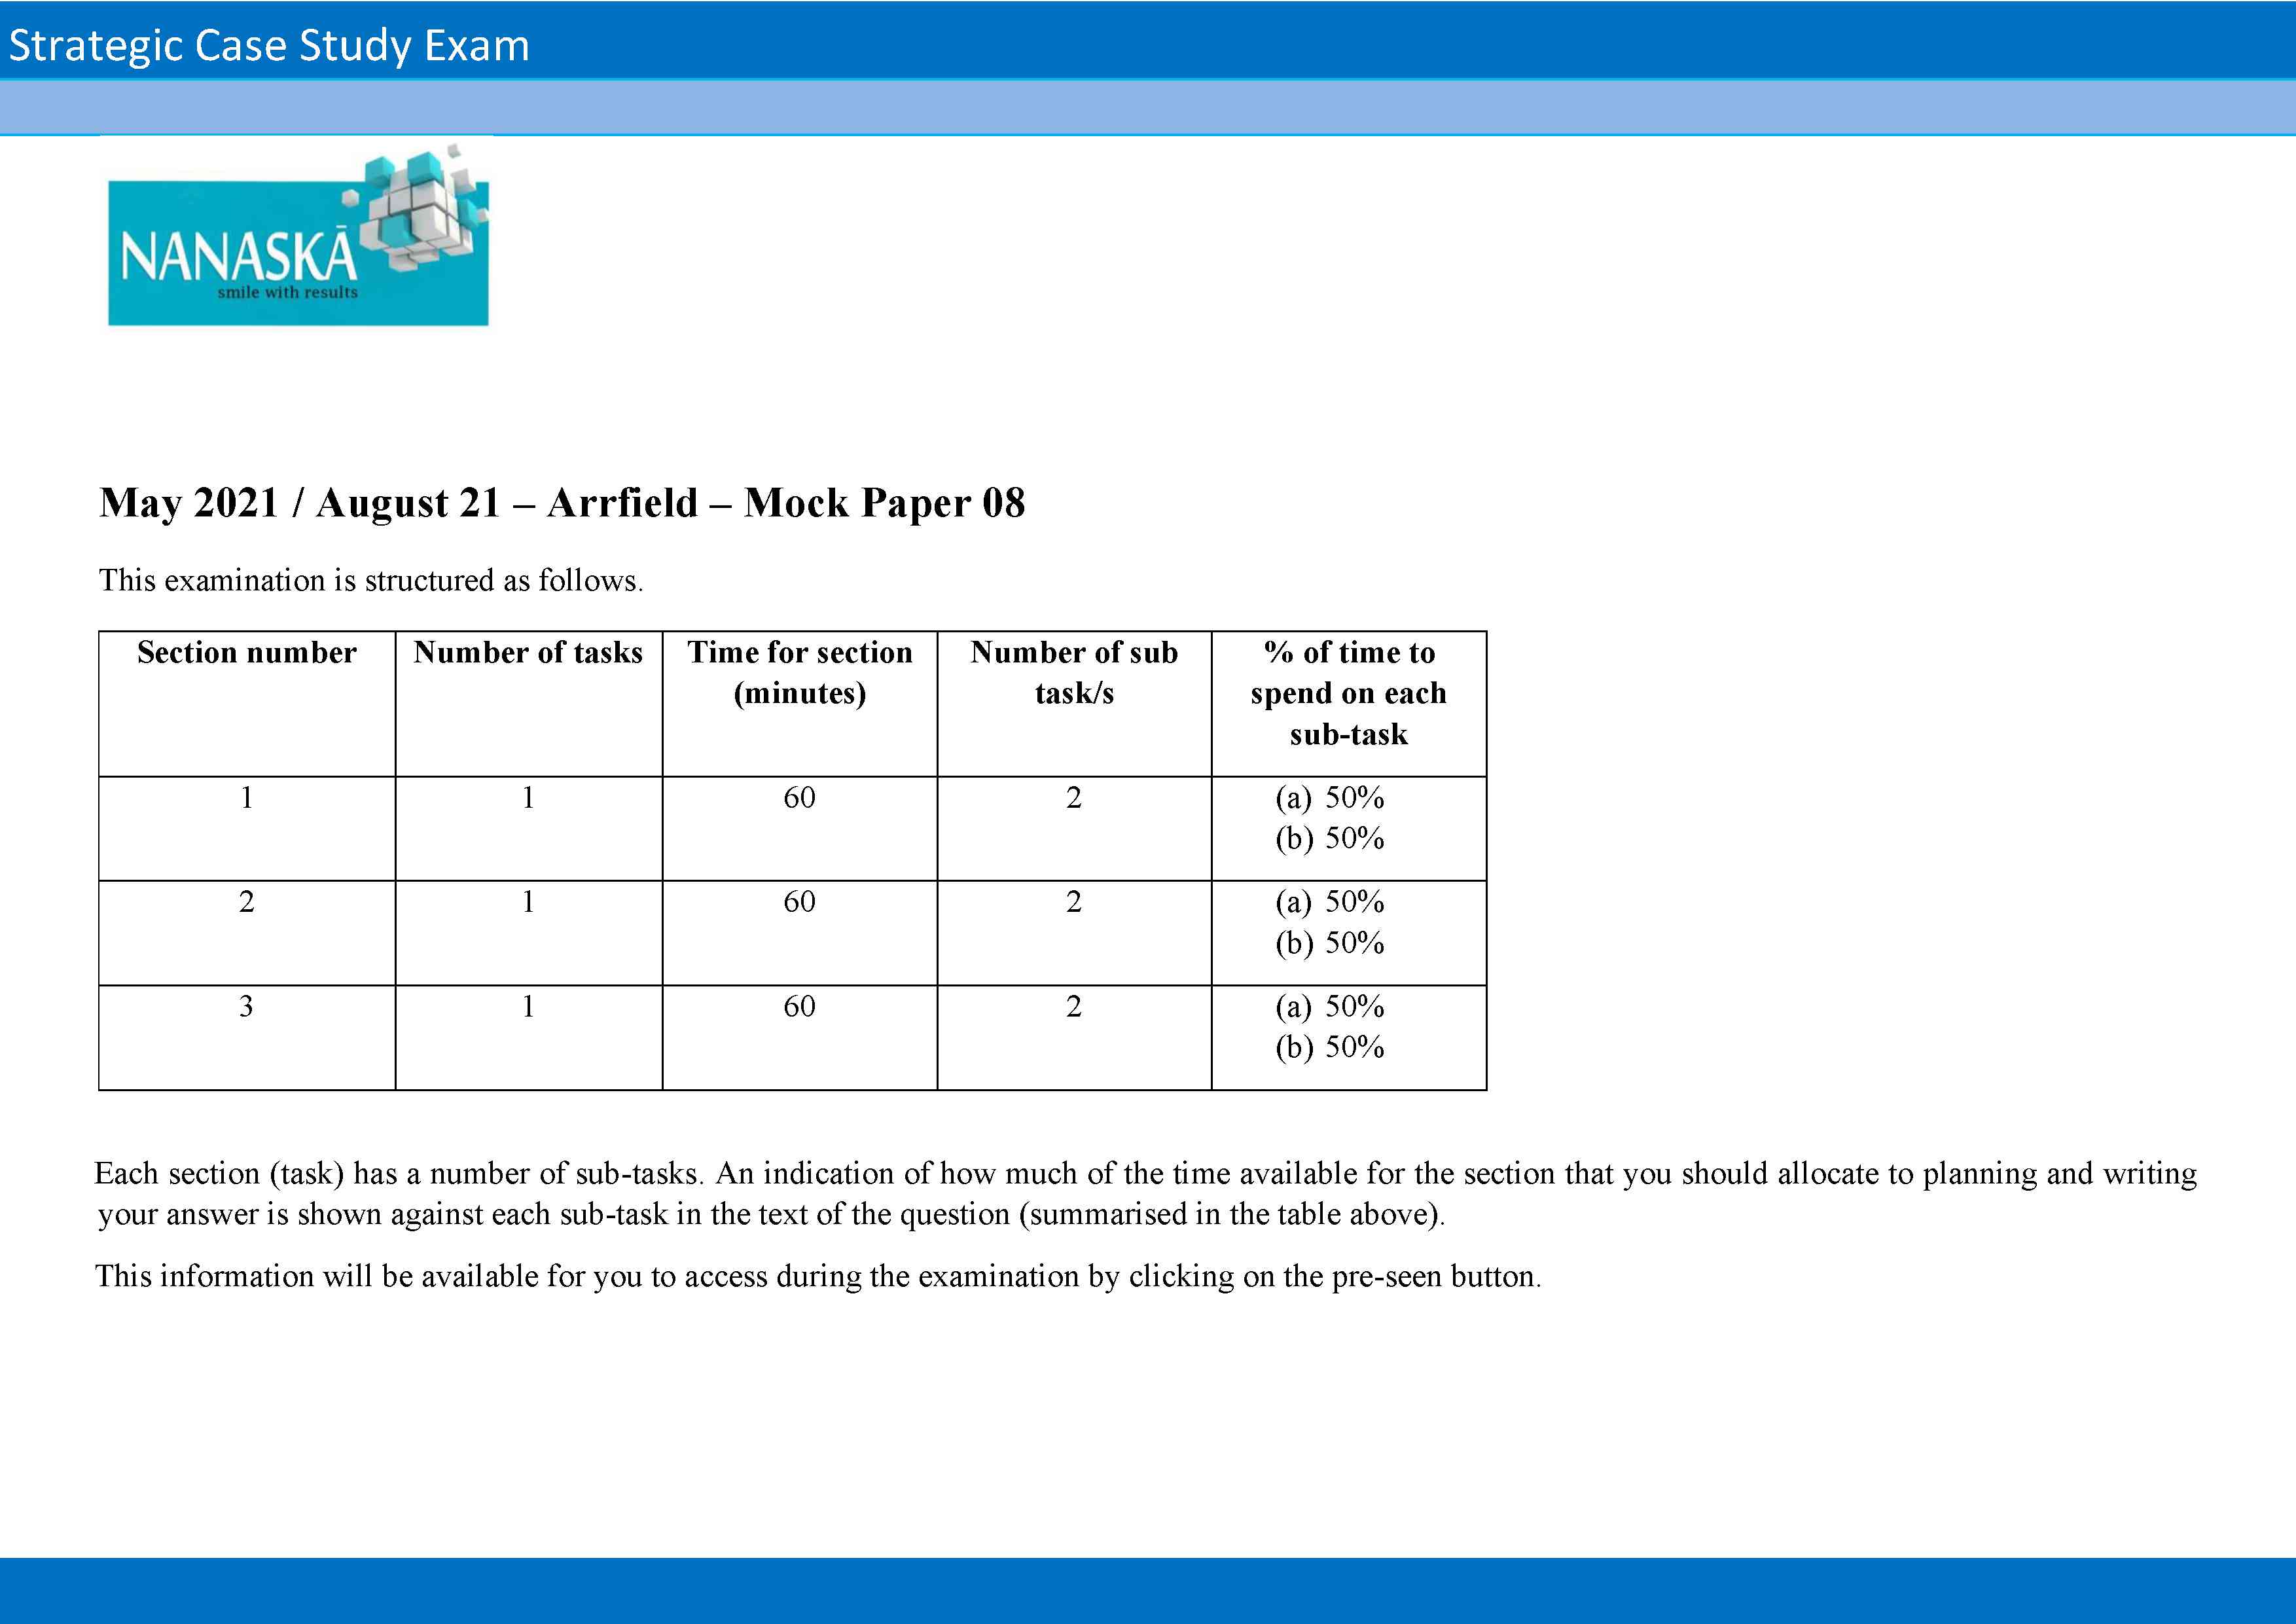 Strategic Case Study Exam
NANASKĀ
smile with results
May 2021 / August 21 – Arrfield – Mock Paper 08
This examination is structured as follows.
Section number
Number of tasks
Time for section
(minutes)
Number of sub
task/s
% of time to
spend on each
sub-task
1
1
60
2
(a) 50%
(b) 50%
2
1
60
2
(a) 50%
(b) 50%
3
1
60
2
(a) 50%
(b) 50%
Each section (task) has a number of sub-tasks. An indication of how much of the time available for the section that you should allocate to planning and writing
your answer is shown against each sub-task in the text of the question (summarised in the table above).
This information will be available for you to access during the examination by clicking on the pre-seen button.